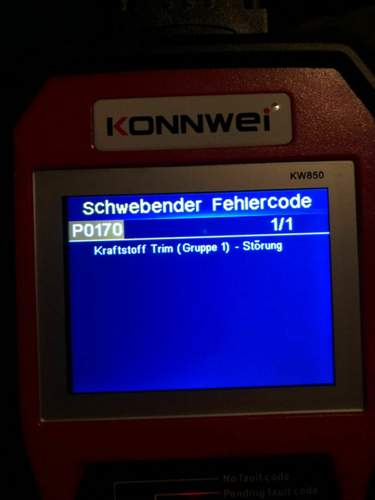 KONNWEI
KW850
Schwebender Fehlercode
P0170 1/1
Kraftstoff Trim (Gruppe 1) - Störung
No fault code
Pending fault code